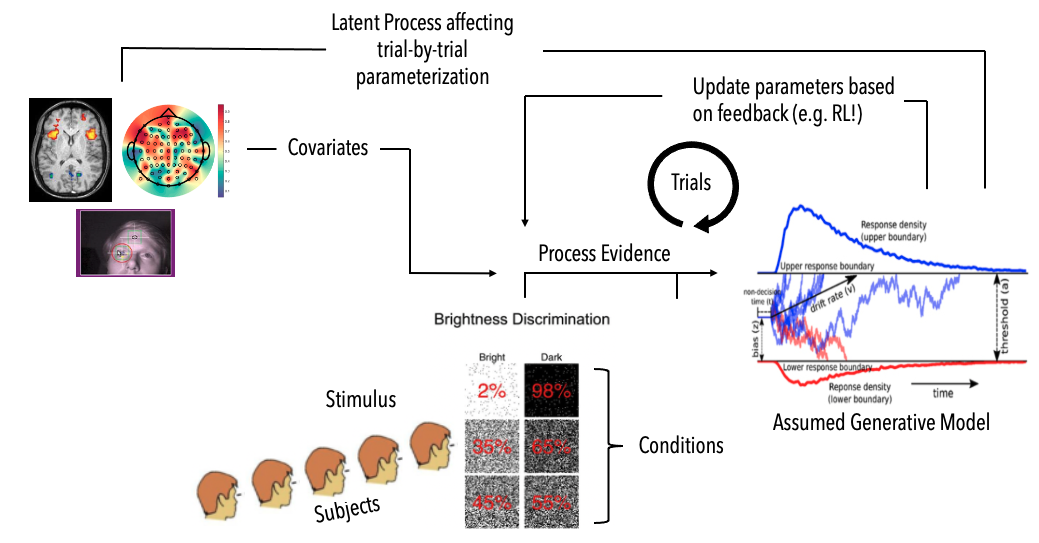 Latent Process affecting
trial-by-trial
parameterization
Update parameters based
on feedback (e.g. RL!)
Covariates
Trials
Process Evidence
Response density
(upper boundary)
Upper response boundary
non-decision
time (t)
drift rate (v)
threshold (a)
bias (z)
Lower response boundary
Reponse density
(lower boundary)
time
Assumed Generative Model
Brightness Discrimination
Bright Dark
2% 98%
35% 65%
45% 55%
Stimulus
Conditions
Subjects